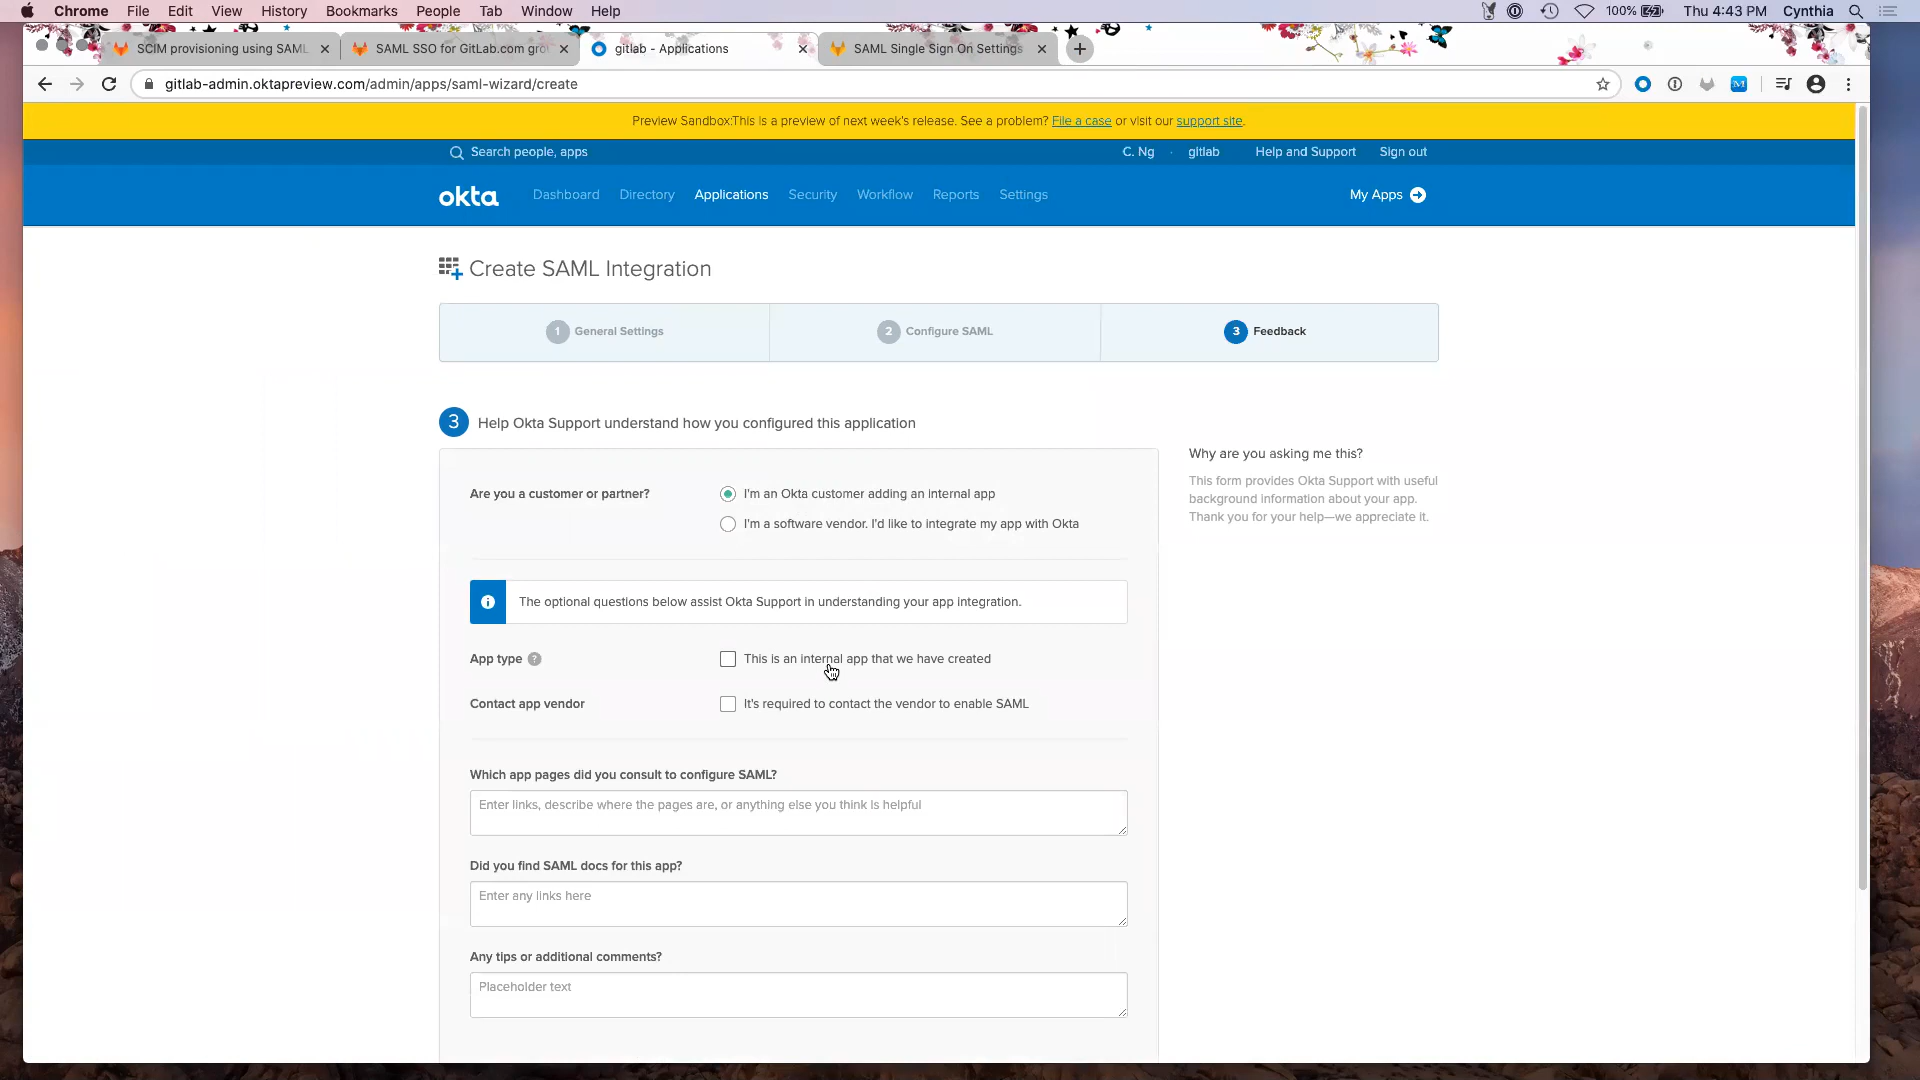 Chrome File Edit View History Bookmarks People Tab Window Help 100% Thu 4:43 PM Cynthia
SCIM provisioning using SAML SAML SSO for GitLab.com gro gitlab - Applications SAML Single Sign On Settings
gitlab-admin.oktapreview.com/admin/apps/saml-wizard/create
Preview Sandbox:This is a preview of next week's release. See a problem? File a case or visit our support site.
Search people, apps C. Ng · gitlab Help and Support Sign out
okta Dashboard Directory Applications Security Workflow Reports Settings My Apps
Create SAML Integration
1 General Settings 2 Configure SAML 3 Feedback
3 Help Okta Support understand how you configured this application
Why are you asking me this?
This form provides Okta Support with useful
background information about your app.
Thank you for your help—we appreciate it.
Are you a customer or partner? I'm an Okta customer adding an internal app
I'm a software vendor. I'd like to integrate my app with Okta
The optional questions below assist Okta Support in understanding your app integration.
App type ? This is an internal app that we have created
Contact app vendor It's required to contact the vendor to enable SAML
Which app pages did you consult to configure SAML?
Enter links, describe where the pages are, or anything else you think is helpful
Did you find SAML docs for this app?
Enter any links here
Any tips or additional comments?
Placeholder text